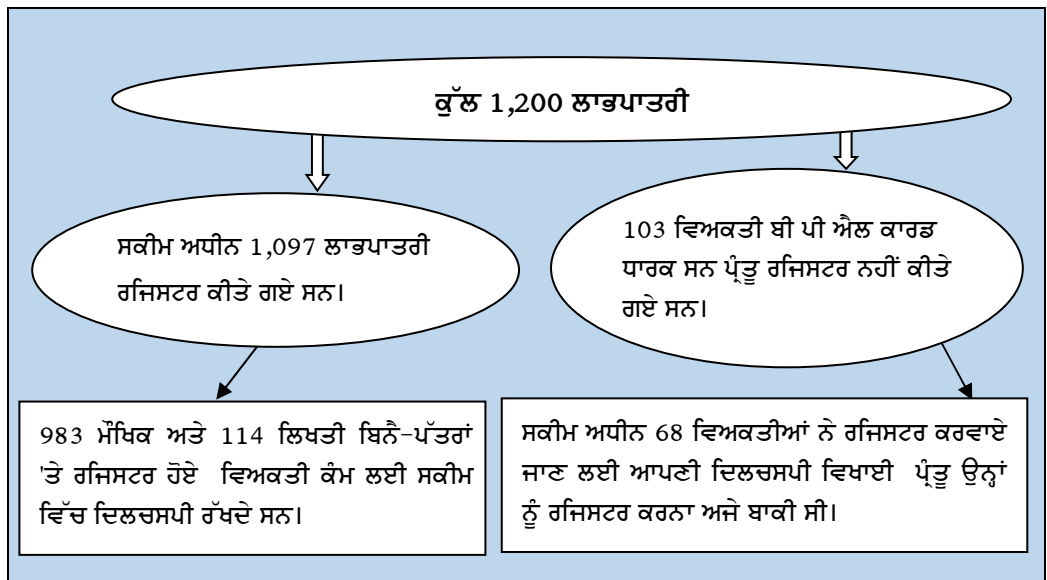 ਕੁੱਲ 1,200 ਲਾਭਪਾਤਰੀ
ਸਕੀਮ ਅਧੀਨ 1,097 ਲਾਭਪਾਤਰੀ
ਰਜਿਸਟਰ ਕੀਤੇ ਗਏ ਸਨ।
103 ਵਿਅਕਤੀ ਬੀ ਪੀ ਐਲ ਕਾਰਡ
ਧਾਰਕ ਸਨ ਪ੍ਰੰਤੂ ਰਜਿਸਟਰ ਨਹੀਂ ਕੀਤੇ
ਗਏ ਸਨ।
983 ਮੌਖਿਕ ਅਤੇ 114 ਲਿਖਤੀ ਬਿਨੈ-ਪੱਤਰਾਂ
'ਤੇ ਰਜਿਸਟਰ ਹੋਏ ਵਿਅਕਤੀ ਕੰਮ ਲਈ ਸਕੀਮ
ਵਿੱਚ ਦਿਲਚਸਪੀ ਰੱਖਦੇ ਸਨ।
ਸਕੀਮ ਅਧੀਨ 68 ਵਿਅਕਤੀਆਂ ਨੇ ਰਜਿਸਟਰ ਕਰਵਾਏ
ਜਾਣ ਲਈ ਆਪਣੀ ਦਿਲਚਸਪੀ ਵਿਖਾਈ ਪ੍ਰੰਤੂ ਉਨ੍ਹਾਂ
ਨੂੰ ਰਜਿਸਟਰ ਕਰਨਾ ਅਜੇ ਬਾਕੀ ਸੀ।